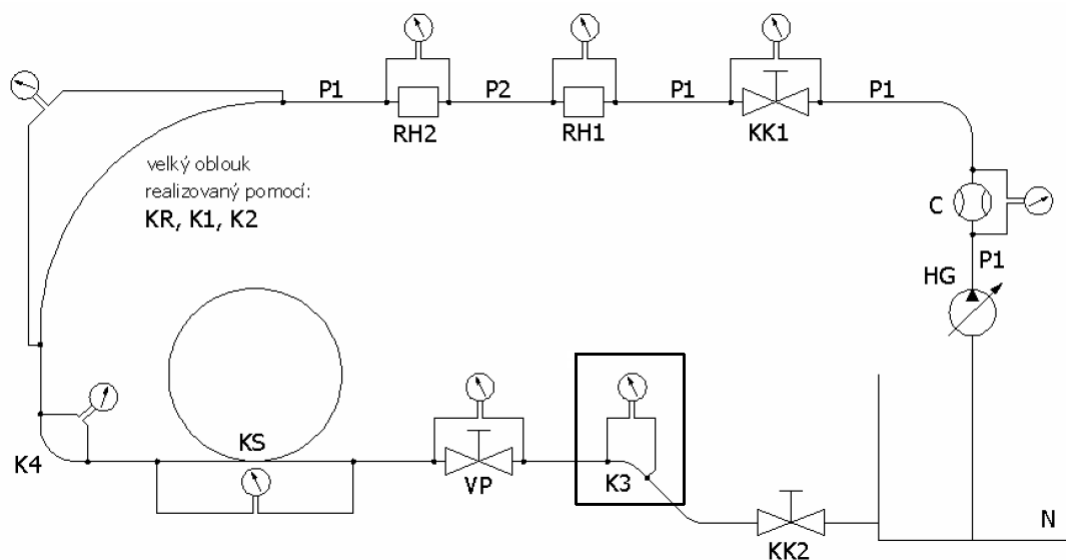 P1
P2
P1
P1
RH2
RH1
KK1
velký oblouk
realizovaný pomocí:
KR, K1, K2
C
P1
HG
KS
K4
VP
K3
KK2
N